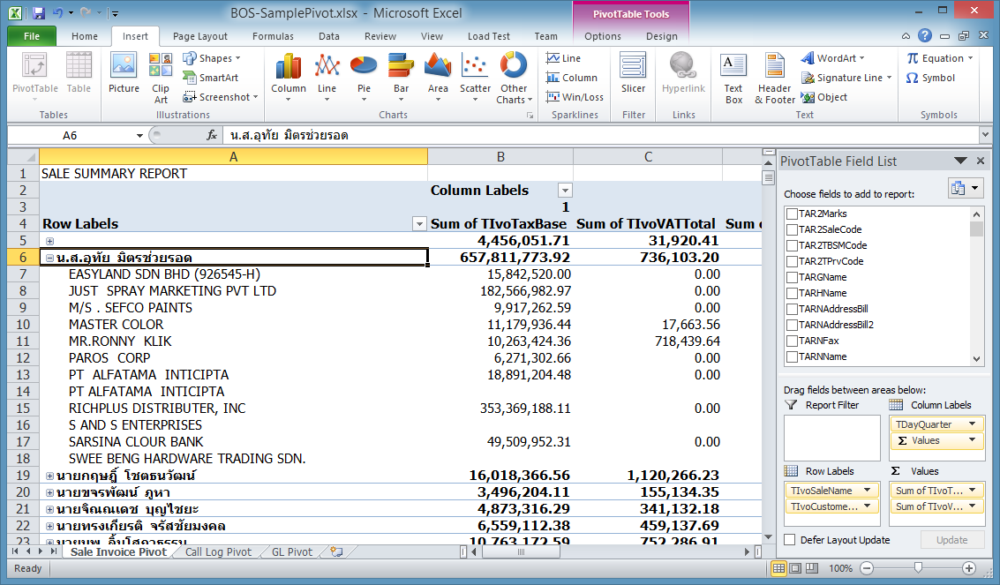 BOS-SamplePivot.xlsx - Microsoft Excel
PivotTable Tools
File Home Insert Page Layout Formulas Data Review View Load Test Team Options Design
PivotTable Table Picture Clip Art Shapes SmartArt Screenshot Column Line Pie Bar Area Scatter Other Charts Line Column Win/Loss Slicer Hyperlink Text Box Header & Footer WordArt Signature Line Object Equation Symbol
Tables Illustrations Charts Sparklines Filter Links Text Symbols
A6 fx น.ส.อุทัย มิตรช่วยรอด
A B C
1 SALE SUMMARY REPORT
2 Column Labels
3 1
4 Row Labels Sum of TIvoTaxBase Sum of TIvoVATTotal Sum
5 4,456,051.71 31,920.41
6 น.ส.อุทัย มิตรช่วยรอด 657,811,773.92 736,103.20
7 EASYLAND SDN BHD (926545-H) 15,842,520.00 0.00
8 JUST SPRAY MARKETING PVT LTD 182,566,982.97 0.00
9 M/S . SEFCO PAINTS 9,917,262.59 0.00
10 MASTER COLOR 11,179,936.44 17,663.56
11 MR.RONNY KLIK 10,263,424.36 718,439.64
12 PAROS CORP 6,271,302.66 0.00
13 PT ALFATAMA INTICIPTA 18,891,204.48 0.00
14 PT ALFATAMA INTICIPTA
15 RICHPLUS DISTRIBUTER, INC 353,369,188.11 0.00
16 S AND S ENTERPRISES
17 SARSINA CLOUR BANK 49,509,952.31 0.00
18 SWEE BENG HARDWARE TRADING SDN.
19 นายกฤษฎิ์ โชตธนวัฒน์ 16,018,366.56 1,120,266.23
20 นายขจรพัฒน์ ภูหา 3,496,204.11 155,134.35
21 นายจิณณเดช บุญไชยะ 4,873,316.29 341,132.18
22 นายทรงเกียรติ จรัสชัยมงคล 6,559,112.38 459,137.69
23 10,763,172.59 752,286.91
Sale Invoice Pivot Call Log Pivot GL Pivot
Ready 100%
PivotTable Field List
Choose fields to add to report:
TAR2Marks
TAR2SaleCode
TAR2TBSMCode
TAR2TPrvCode
TARGName
TARHName
TARNAddressBill
TARNAddressBill2
TARNFax
TARNName
Drag fields between areas below:
Report Filter Column Labels
TDayQuarter
Σ Values
Row Labels Σ Values
TIvoSaleName Sum of TIvoT...
TIvoCustome... Sum of TIvoV...
Defer Layout Update Update